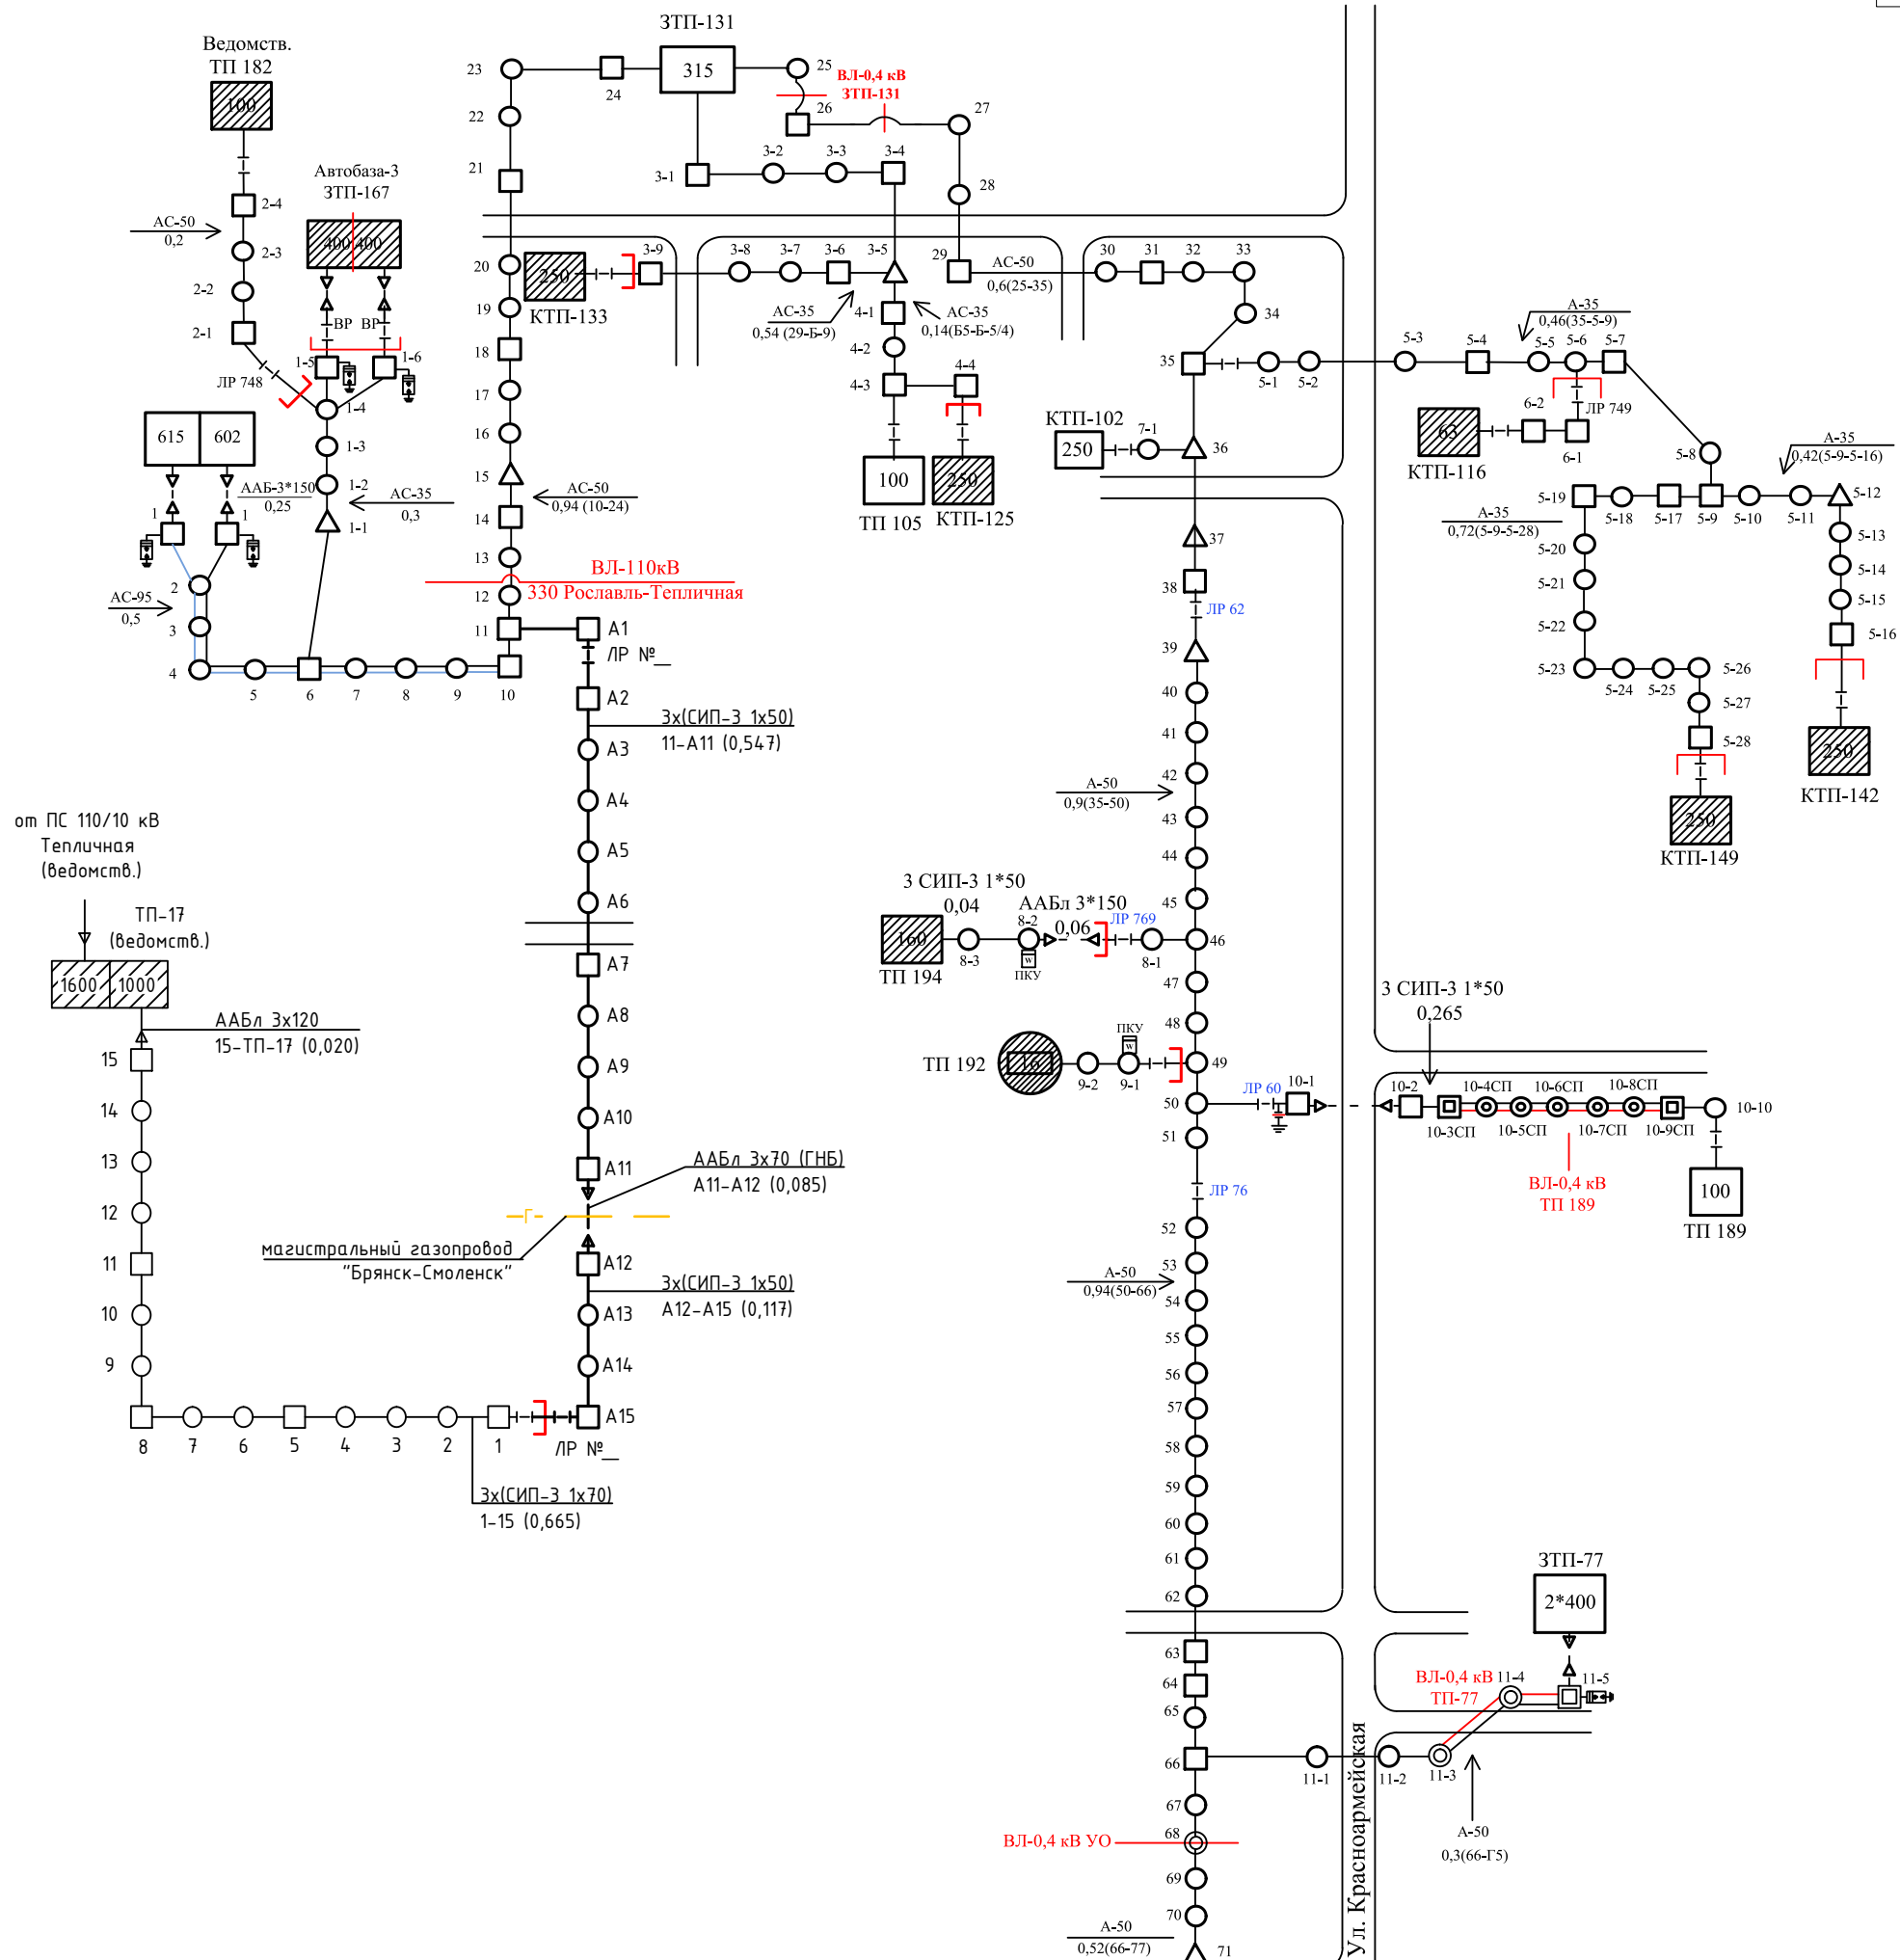 ЗТП-131
315
23
24
25
ВЛ-0,4 кВ
ЗТП-131
26
27
22
21
3-1
3-2
3-3
3-4
28
Ведомств.
ТП 182
100
2-4
АС-50
0,2
2-3
2-2
2-1
ЛР 748
Автобаза-3
ЗТП-167
400
400
ВР
ВР
1-5
1-6
1-4
1-3
1-2
1-1
АС-35
0,3
615
602
ААБ-3*150
0,25
1
1
2
АС-95
0,5
3
4
5
6
7
8
9
10
11
12
13
14
15
16
17
18
19
20
АС-50
0,94 (10-24)
ВЛ-110кВ
330 Рославль-Тепличная
250
КТП-133
3-9
3-8
3-7
3-6
3-5
29
АС-50
0,6(25-35)
30
31
32
33
34
АС-35
0,54 (29-Б-9)
АС-35
0,14(Б5-Б-5/4)
4-1
4-2
4-3
4-4
100
ТП 105
250
КТП-125
35
5-1
5-2
5-3
5-4
5-5
5-6
5-7
А-35
0,46(35-5-9)
КТП-102
250
7-1
36
63
КТП-116
6-2
6-1
ЛР 749
5-8
А-35
0,42(5-9-5-16)
5-19
5-18
5-17
5-9
5-10
5-11
5-12
А-35
0,72(5-9-5-28)
5-20
5-21
5-22
5-23
5-24
5-25
5-26
5-27
5-28
5-13
5-14
5-15
5-16
250
КТП-142
250
КТП-149
37
38
ЛР 62
39
40
41
42
А-50
0,9(35-50)
43
44
45
46
47
48
49
50
51
А1
ЛР №__
А2
3х(СИП-3 1х50)
11-А11 (0,547)
А3
А4
А5
А6
А7
А8
А9
А10
А11
ААБл 3х70 (ГНБ)
А11-А12 (0,085)
Г
магистральный газопровод
"Брянск-Смоленск"
А12
3х(СИП-3 1х50)
А12-А15 (0,117)
А13
А14
А15
ЛР №__
от ПС 110/10 кВ
Тепличная
(ведомств.)
ТП-17
(ведомств.)
1600
1000
ААБл 3х120
15-ТП-17 (0,020)
15
14
13
12
11
10
9
8
7
6
5
4
3
2
1
3х(СИП-3 1х70)
1-15 (0,665)
3 СИП-3 1*50
0,04
ААБл 3*150
0,06
ЛР 769
160
ТП 194
8-3
8-2
W
ПКУ
8-1
ТП 192
16
9-2
ПКУ
W
9-1
ЛР 60
10-1
3 СИП-3 1*50
0,265
10-2
10-3СП
10-4СП
10-5СП
10-6СП
10-7СП
10-8СП
10-9СП
10-10
ВЛ-0,4 кВ
ТП 189
100
ТП 189
ЛР 76
52
53
А-50
0,94(50-66)
54
55
56
57
58
59
60
61
62
63
64
65
66
67
68
ВЛ-0,4 кВ УО
69
70
71
А-50
0,52(66-77)
Ул. Красноармейская
ЗТП-77
2*400
ВЛ-0,4 кВ
ТП-77
11-4
11-5
11-1
11-2
11-3
А-50
0,3(66-Г5)